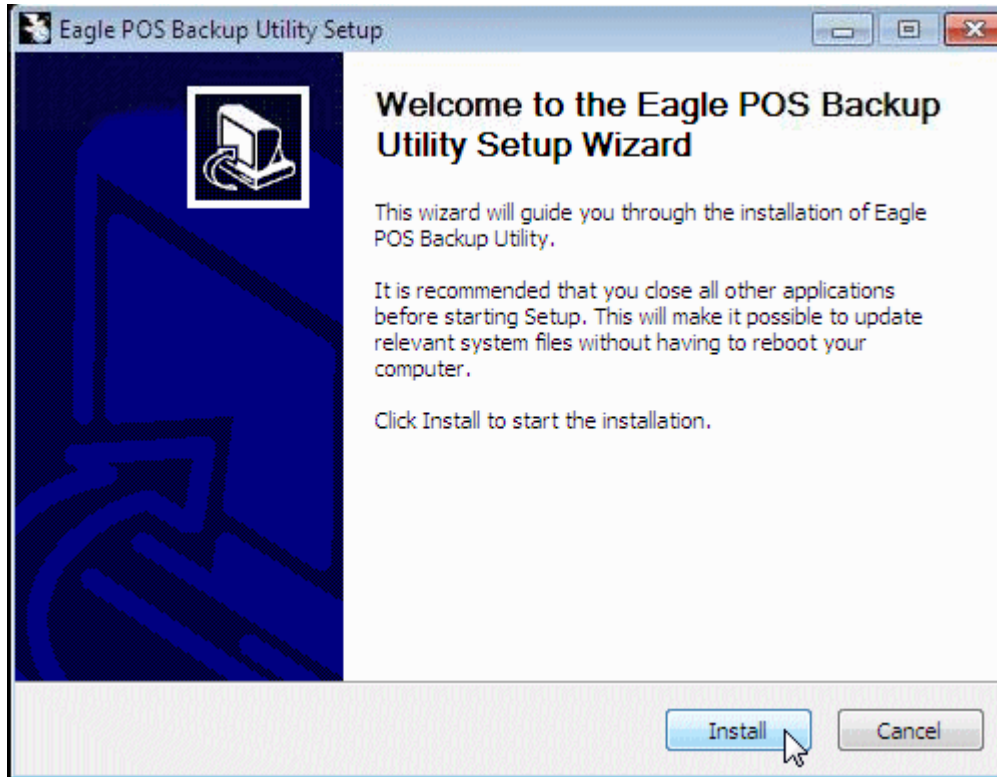 Eagle POS Backup Utility Setup
Welcome to the Eagle POS Backup
Utility Setup Wizard
This wizard will guide you through the installation of Eagle
POS Backup Utility.
It is recommended that you close all other applications
before starting Setup. This will make it possible to update
relevant system files without having to reboot your
computer.
Click Install to start the installation.
Install
Cancel